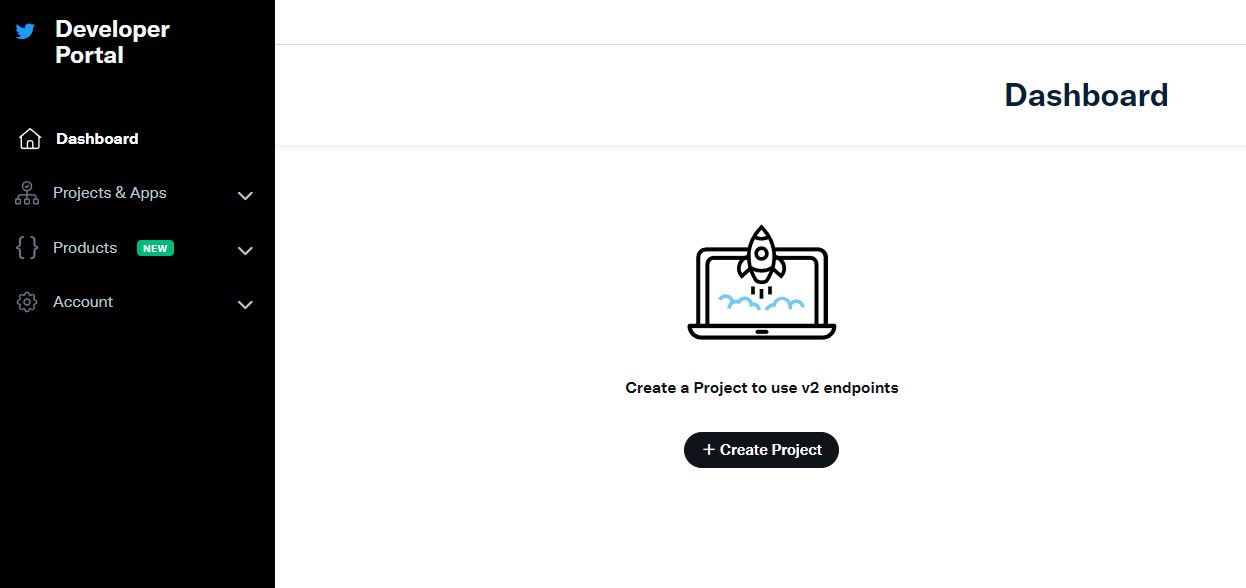 Developer
Portal
Dashboard
Projects & Apps
Products NEW
Account
Dashboard
Create a Project to use v2 endpoints
+ Create Project